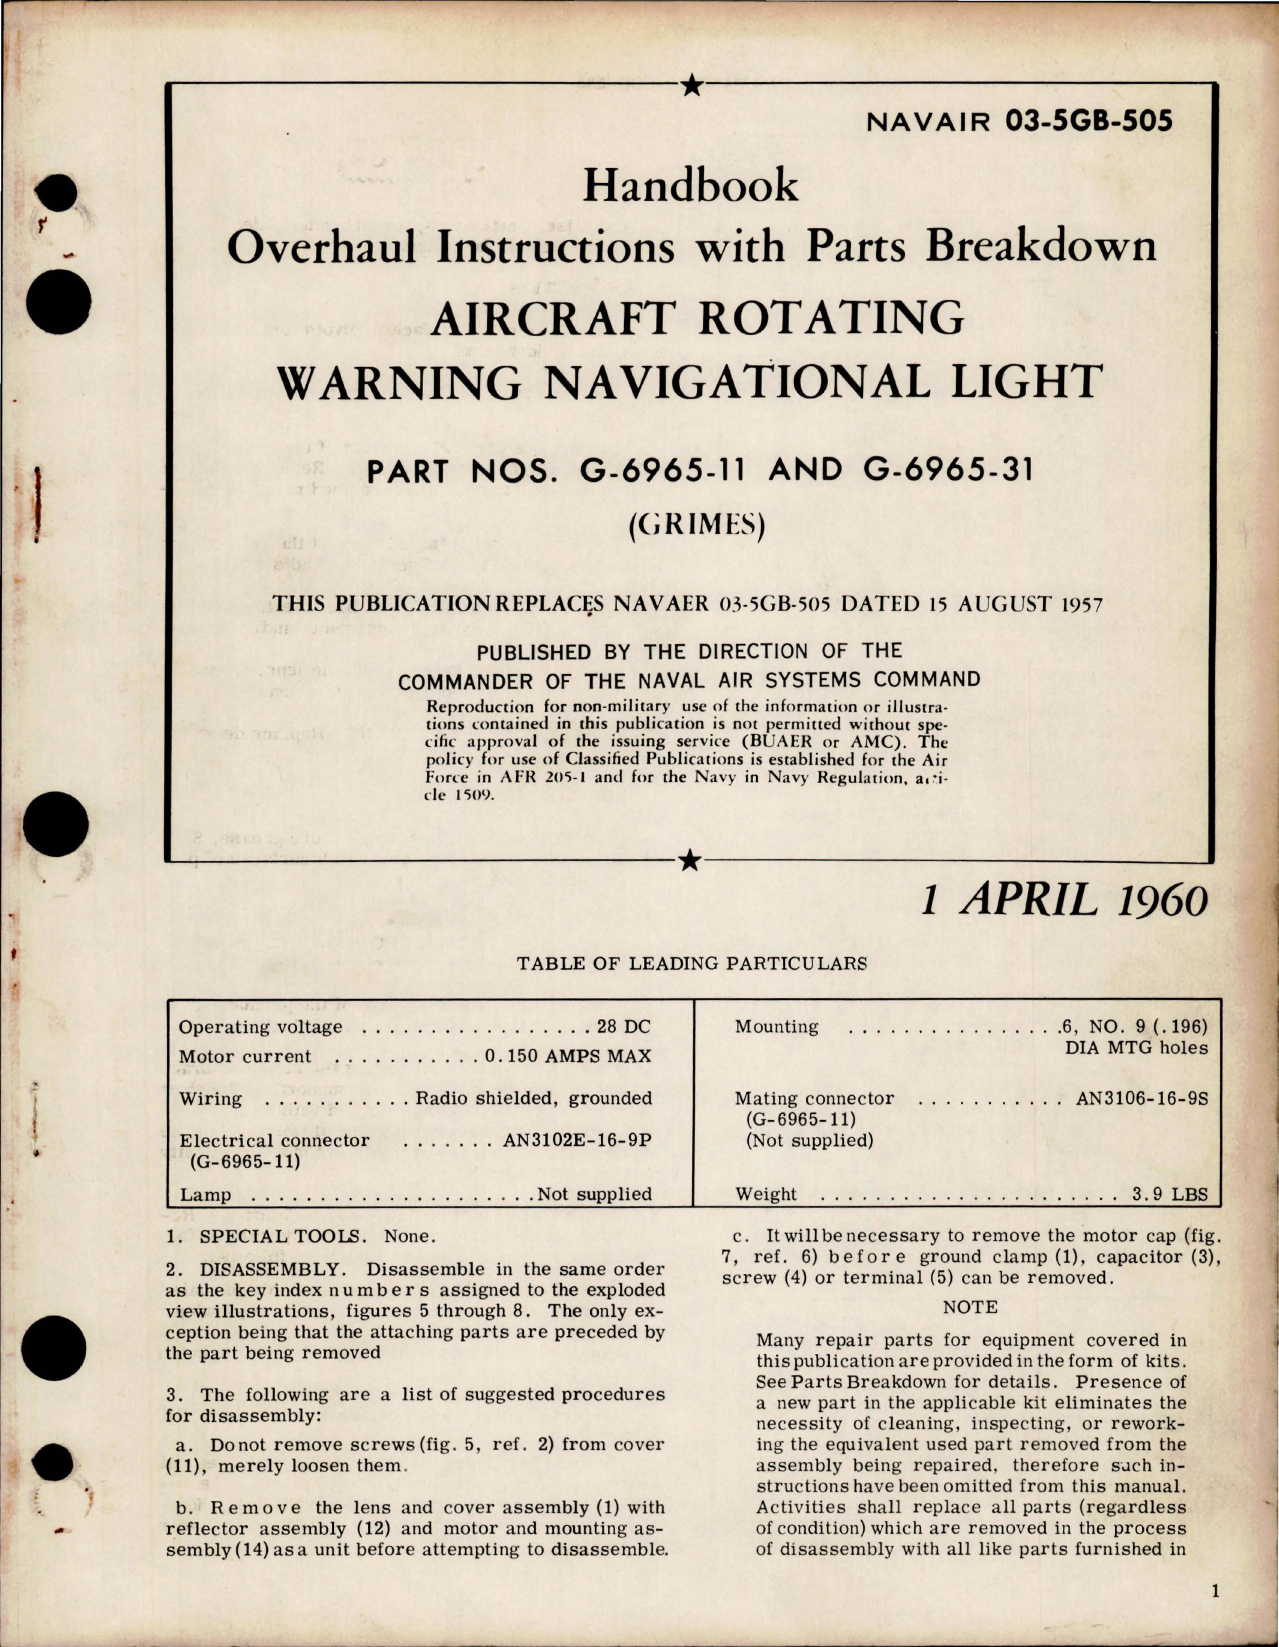 NAVAIR 03-5GB-505
Handbook
Overhaul Instructions with Parts Breakdown
AIRCRAFT ROTATING
WARNING NAVIGATIONAL LIGHT
PART NOS. G-6965-11 AND G-6965-31
(GRIMES)
THIS PUBLICATION REPLACES NAVAER 03-5GB-505 DATED 15 AUGUST 1957
PUBLISHED BY THE DIRECTION OF THE
COMMANDER OF THE NAVAL AIR SYSTEMS COMMAND
Reproduction for non-military use of the information or illustra-
tions contained in this publication is not permitted without spe-
cific approval of the issuing service (BUAER or AMC). The
policy for use of Classified Publications is established for the Air
Force in AFR 205-1 and for the Navy in Navy Regulation, arti-
cle 1509.
1 APRIL 1960
TABLE OF LEADING PARTICULARS
Operating voltage . . . . . . . . . . . . . . . . . 28 DC
Motor current . . . . . . . . . . . 0.150 AMPS MAX
Wiring . . . . . . . . . . . Radio shielded, grounded
Electrical connector . . . . . . . AN3102E-16-9P
(G-6965-11)
Lamp . . . . . . . . . . . . . . . . . . . . . Not supplied
Mounting . . . . . . . . . . . . . . . .6, NO. 9 (.196)
DIA MTG holes
Mating connector . . . . . . . . . . . AN3106-16-9S
(G-6965-11)
(Not supplied)
Weight . . . . . . . . . . . . . . . . . . . . . . 3.9 LBS
1. SPECIAL TOOLS. None.
2. DISASSEMBLY. Disassemble in the same order
as the key index numbers assigned to the exploded
view illustrations, figures 5 through 8. The only ex-
ception being that the attaching parts are preceded by
the part being removed
3. The following are a list of suggested procedures
for disassembly:
a. Do not remove screws (fig. 5, ref. 2) from cover
(11), merely loosen them.
b. Remove the lens and cover assembly (1) with
reflector assembly (12) and motor and mounting as-
sembly (14) as a unit before attempting to disassemble.
c. It will be necessary to remove the motor cap (fig.
7, ref. 6) before ground clamp (1), capacitor (3),
screw (4) or terminal (5) can be removed.
NOTE
Many repair parts for equipment covered in
this publication are provided in the form of kits.
See Parts Breakdown for details. Presence of
a new part in the applicable kit eliminates the
necessity of cleaning, inspecting, or rework-
ing the equivalent used part removed from the
assembly being repaired, therefore such in-
structions have been omitted from this manual.
Activities shall replace all parts (regardless
of condition) which are removed in the process
of disassembly with all like parts furnished in
1